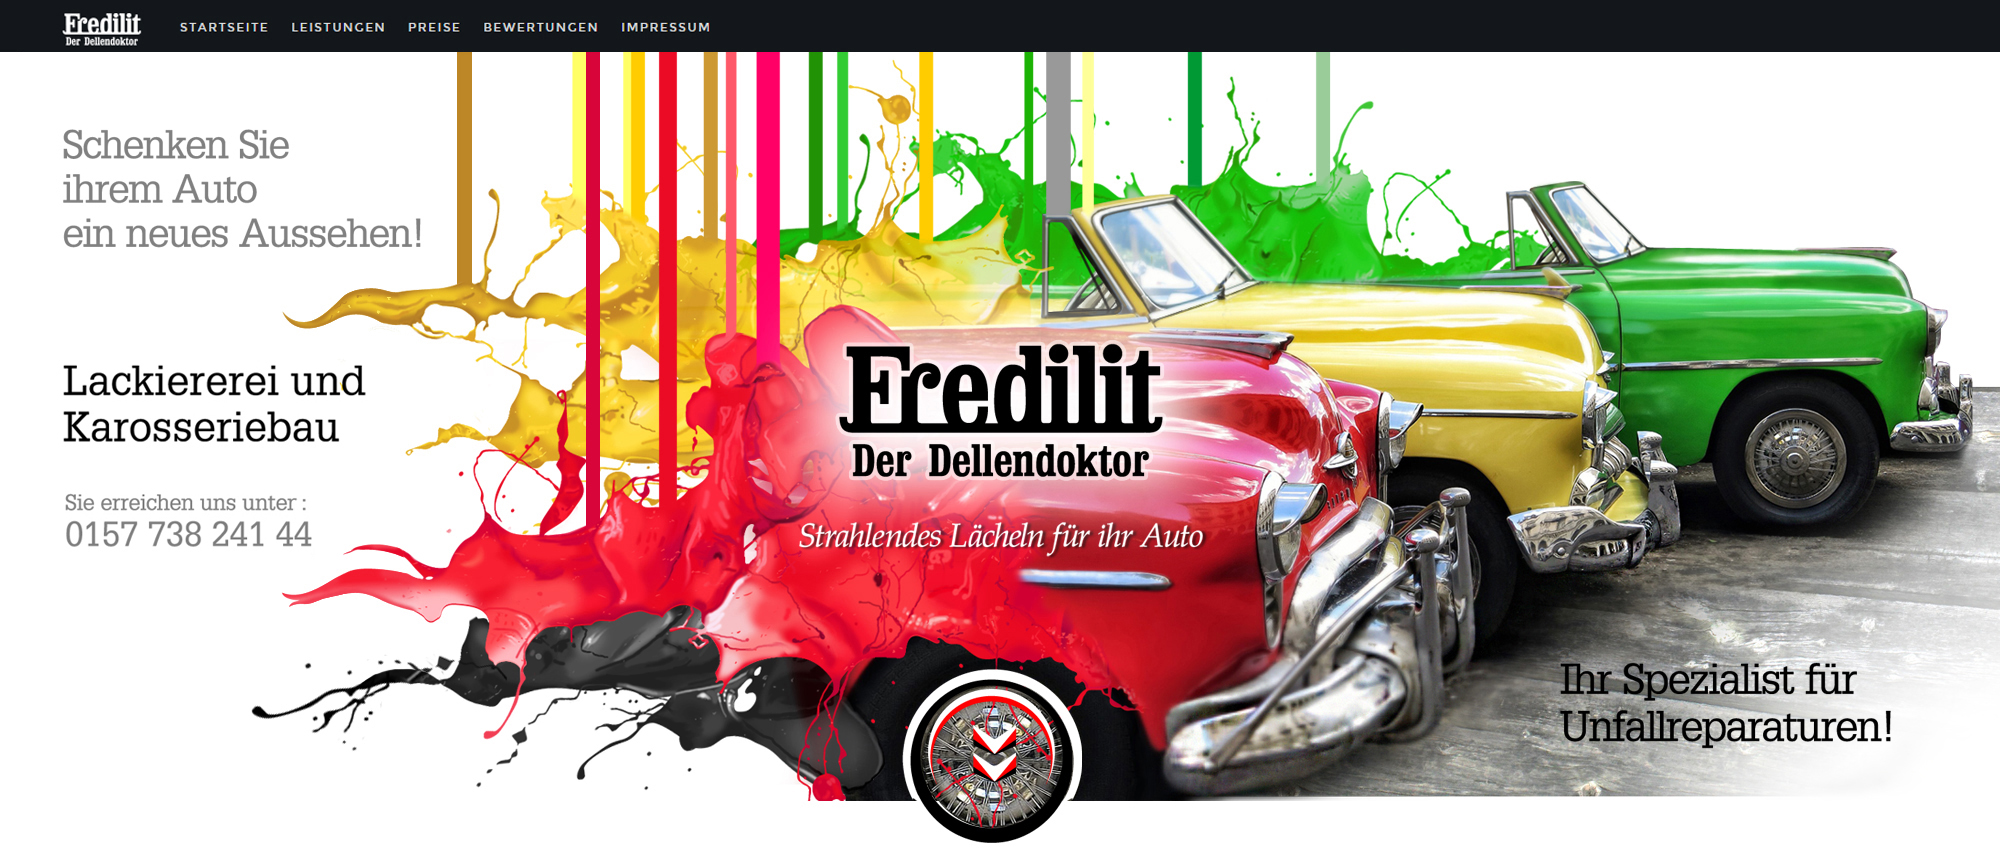 Fredilit
Der Dellendoktor
STARTSEITE LEISTUNGEN PREISE BEWERTUNGEN IMPRESSUM
Schenken Sie
ihrem Auto
ein neues Aussehen!
Lackiererei und
Karosseriebau
Sie erreichen uns unter :
0157 738 241 44
Fredilit
Der Dellendoktor
Strahlendes Lächeln für ihr Auto
Ihr Spezialist für
Unfallreparaturen!